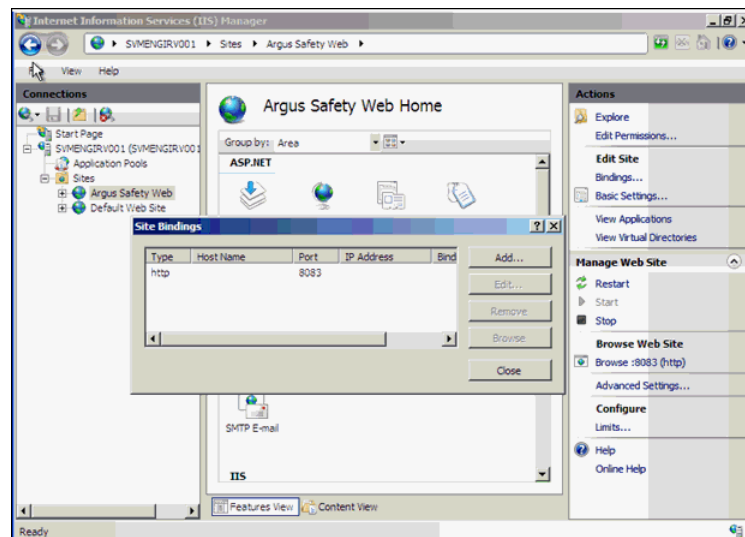 Internet Information Services (IIS) Manager
SVMENGIRV001 Sites Argus Safety Web
View Help
Connections
Start Page
SVMENGIRV001 (SVMENGIRV001
Application Pools
Sites
Argus Safety Web
Default Web Site
Argus Safety Web Home
Group by: Area
ASP.NET
Site Bindings
Type Host Name Port IP Address Bind
http 8083
Add...
Edit...
Remove
Browse
Close
SMTP E-mail
IIS
Features View Content View
Actions
Explore
Edit Permissions...
Edit Site
Bindings...
Basic Settings...
View Applications
View Virtual Directories
Manage Web Site
Restart
Start
Stop
Browse Web Site
Browse :8083 (http)
Advanced Settings...
Configure
Limits...
Help
Online Help
Ready